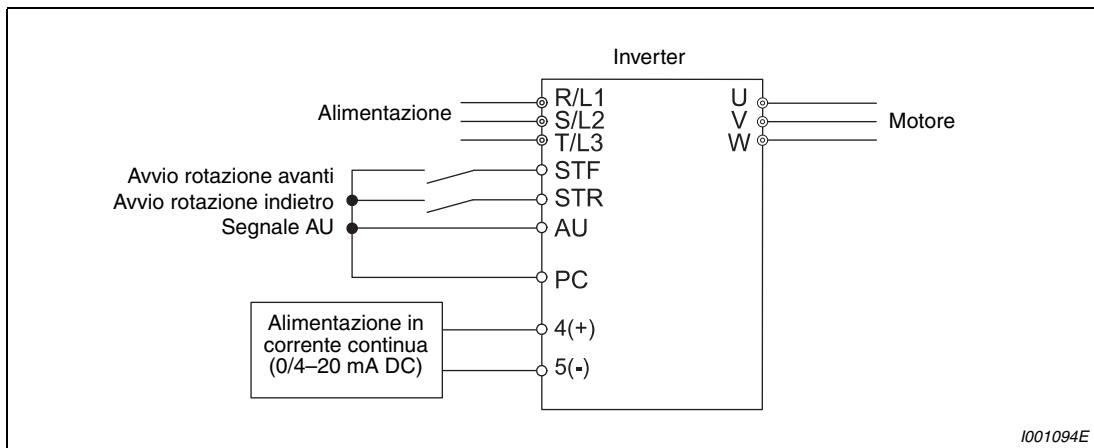 Inverter
Alimentazione
R/L1
S/L2
T/L3
U
V
W
Motore
Avvio rotazione avanti
STF
Avvio rotazione indietro
STR
Segnale AU
AU
PC
Alimentazione in
corrente continua
(0/4–20 mA DC)
4(+)
5(-)
I001094E